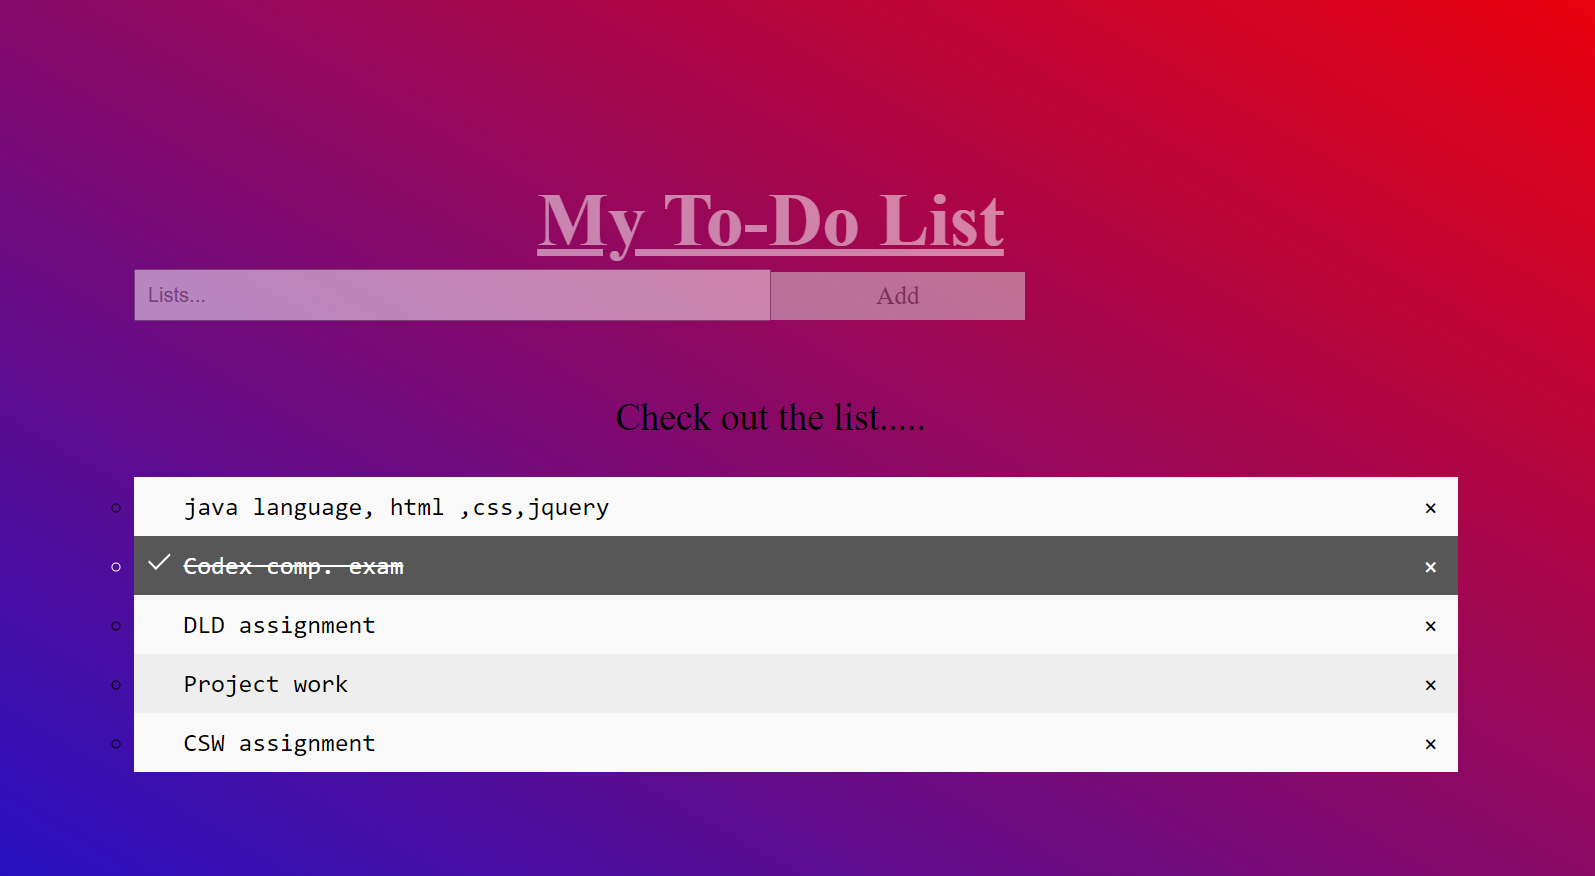 My To-Do List
Lists...
Add
Check out the list.....
java language, html ,css,jquery ×
Codex comp. exam ×
DLD assignment ×
Project work ×
CSW assignment ×